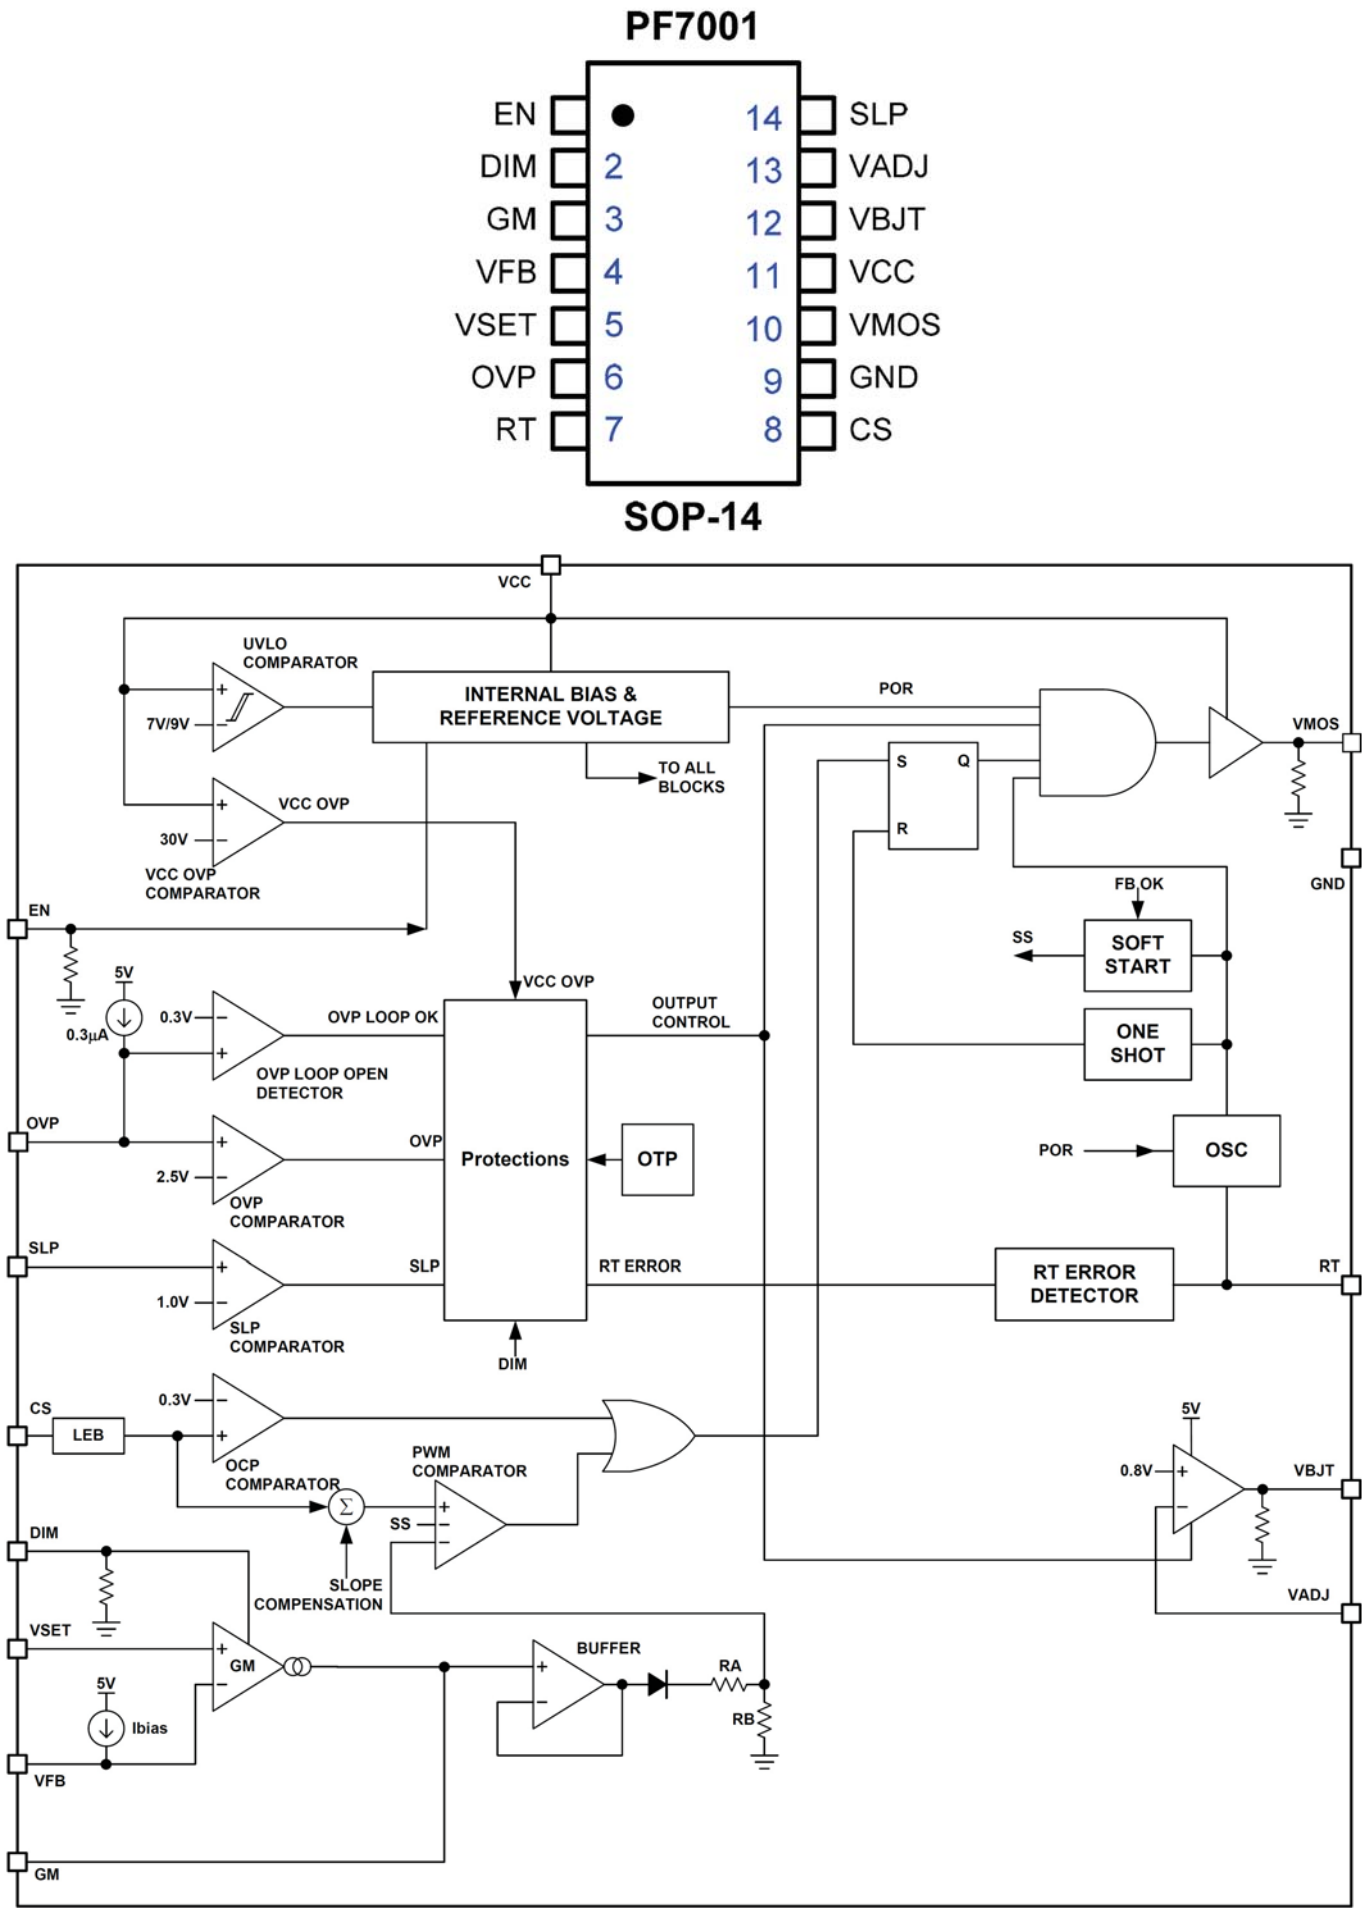 PF7001
EN
14
SLP
DIM
2
13
VADJ
GM
3
12
VBJT
VFB
4
11
VCC
VSET
5
10
VMOS
OVP
6
9
GND
RT
7
8
CS
SOP-14
VCC
UVLO
COMPARATOR
+
7V/9V
−
INTERNAL BIAS &
REFERENCE VOLTAGE
POR
VMOS
TO ALL
BLOCKS
S
Q
R
+
VCC OVP
30V
−
VCC OVP
COMPARATOR
GND
EN
FB OK
SS
SOFT
START
5V
0.3μA
0.3V
−
+
OVP LOOP OK
OVP LOOP OPEN
DETECTOR
VCC OVP
OUTPUT
CONTROL
ONE
SHOT
OVP
+
2.5V
−
OVP
OVP
COMPARATOR
Protections
OTP
POR
OSC
SLP
+
1.0V
−
SLP
SLP
COMPARATOR
RT ERROR
RT ERROR
DETECTOR
RT
DIM
CS
LEB
0.3V
−
+
OCP
COMPARATOR
PWM
COMPARATOR
Σ
+
SS
−
−
SLOPE
COMPENSATION
5V
0.8V
+
−
VBJT
VADJ
DIM
VSET
+
GM
−
5V
Ibias
VFB
BUFFER
+
−
RA
RB
GM